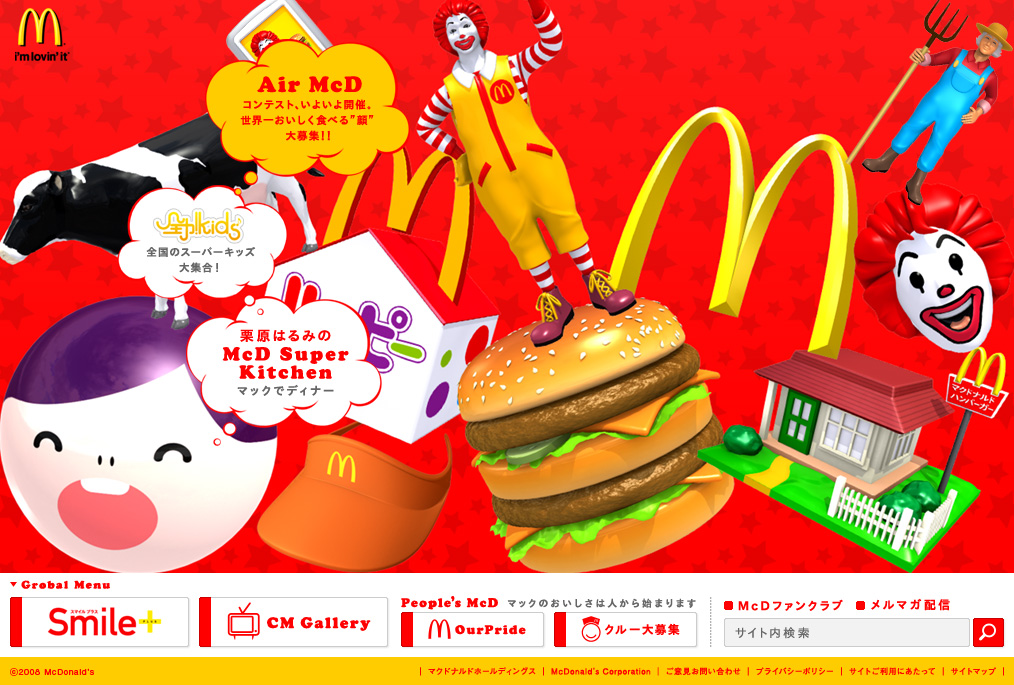 i'm lovin' it
Air McD
コンテスト、いよいよ開催。
世界一おいしく食べる"顔"
大募集!!
kids
全国のスーパーキッズ
大集合!
栗原はるみの
McD Super
Kitchen
マックでディナー
マクドナルド
ハンバーガー
Grobal Menu
スマイル プラス
Smile+
PLUS
CM Gallery
People's McD マックのおいしさは人から始まります
OurPride
クルー大募集
McDファンクラブ メルマガ配信
サイト内検索
©2008 McDonald's
| マクドナルドホールディングス | McDonald's Corporation | ご意見お問い合わせ | プライバシーポリシー | サイトご利用にあたって | サイトマップ |